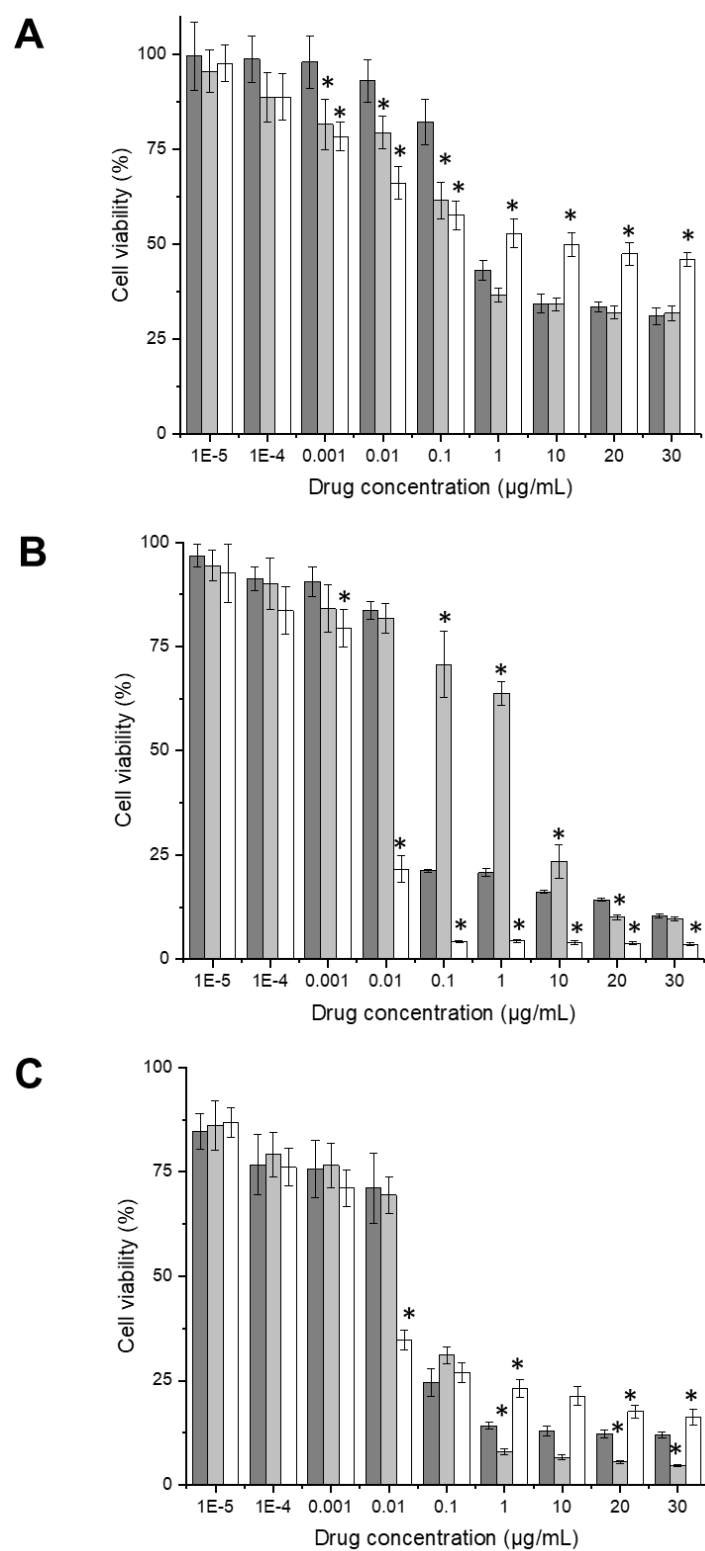 A
100
75
50
25
0
Cell viability (%)
* * * * * * * * * *
1E-5 1E-4 0.001 0.01 0.1 1 10 20 30
Drug concentration (µg/mL)
B
100
75
50
25
0
Cell viability (%)
* * * * * * * * * * *
1E-5 1E-4 0.001 0.01 0.1 1 10 20 30
Drug concentration (µg/mL)
C
100
75
50
25
0
Cell viability (%)
* * * * * * *
1E-5 1E-4 0.001 0.01 0.1 1 10 20 30
Drug concentration (µg/mL)